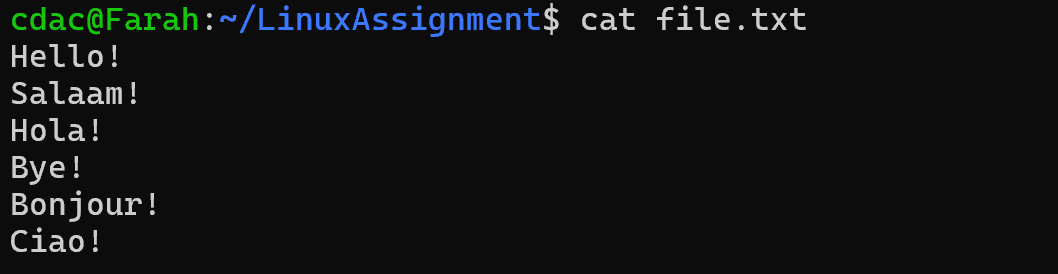 cdac@Farah:~/LinuxAssignment$ cat file.txt
Hello!
Salaam!
Hola!
Bye!
Bonjour!
Ciao!